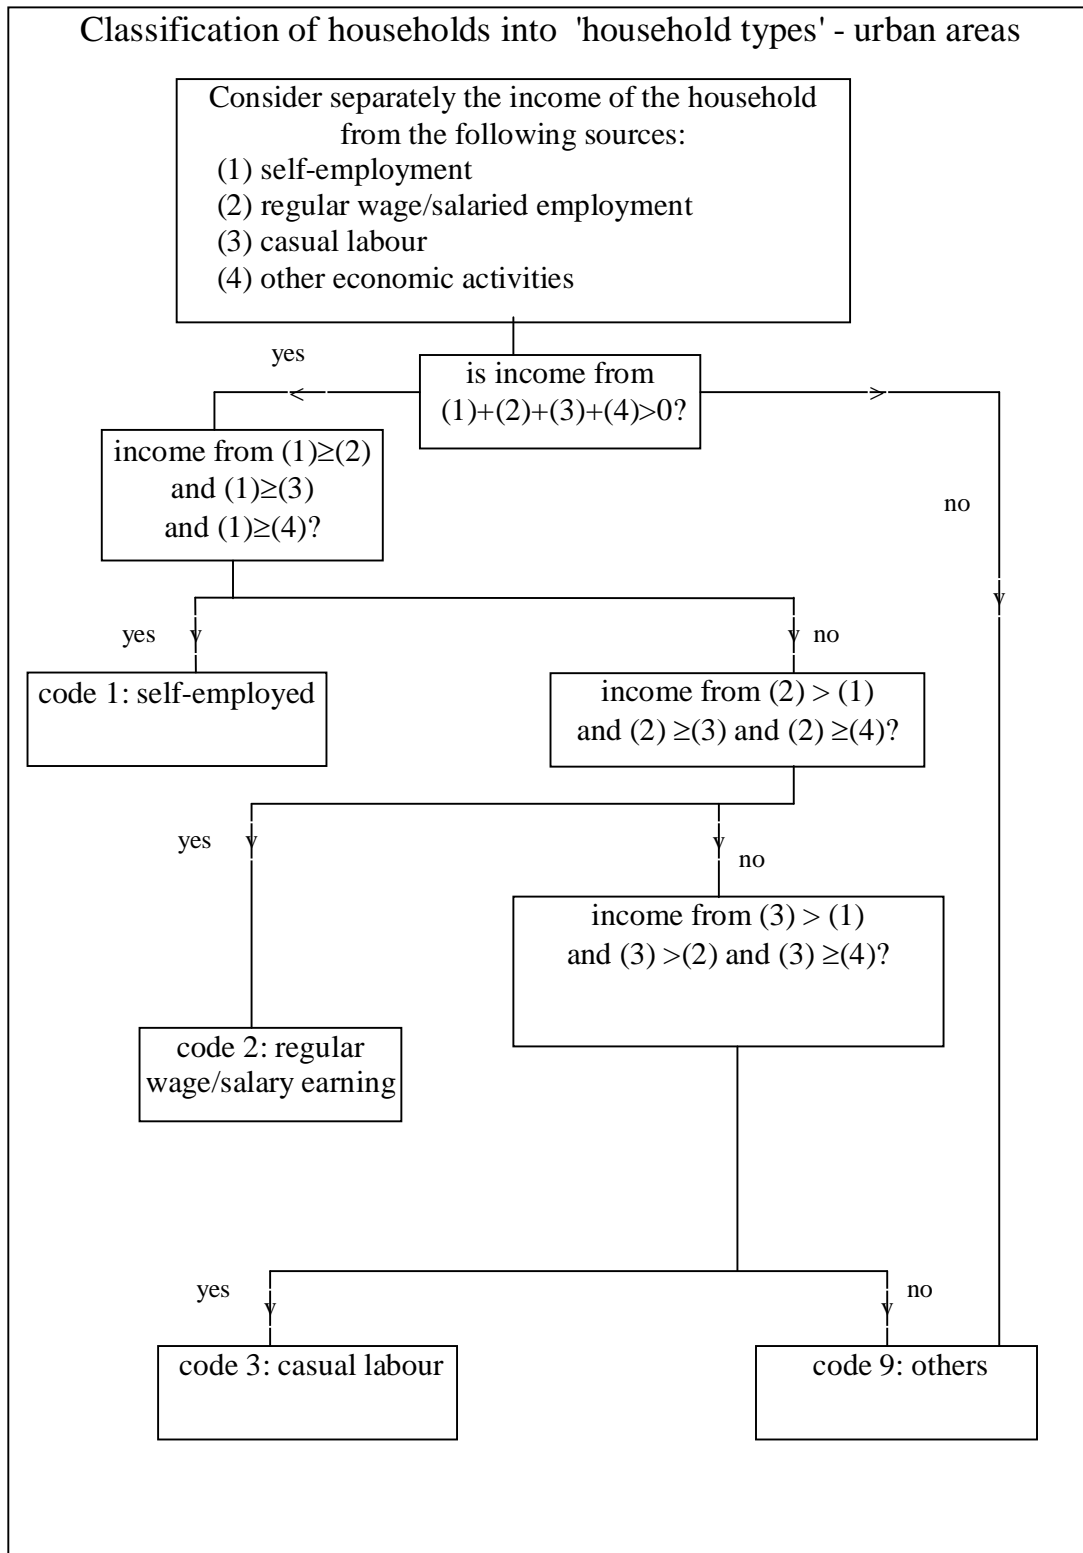 Classification of households into 'household types' - urban areas
Consider separately the income of the household
from the following sources:
(1) self-employment
(2) regular wage/salaried employment
(3) casual labour
(4) other economic activities
yes
is income from
(1)+(2)+(3)+(4)>0?
income from (1)≥(2)
and (1)≥(3)
and (1)≥(4)?
no
yes
no
code 1: self-employed
income from (2) > (1)
and (2) ≥(3) and (2) ≥(4)?
yes
no
income from (3) > (1)
and (3) >(2) and (3) ≥(4)?
code 2: regular
wage/salary earning
yes
no
code 3: casual labour
code 9: others